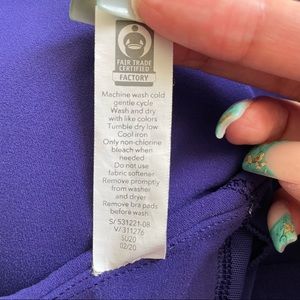 FAIR TRADE
CERTIFIED
FACTORY
Machine wash cold
gentle cycle
Wash and dry
with like colors
Tumble dry low
Cool iron
Only non-chlorine
bleach when
needed
Do not use
fabric softener
Remove promptly
from washer
and dryer
Remove bra pads
before wash
S/ 531221-08
V/ 311276
SU20
02/20